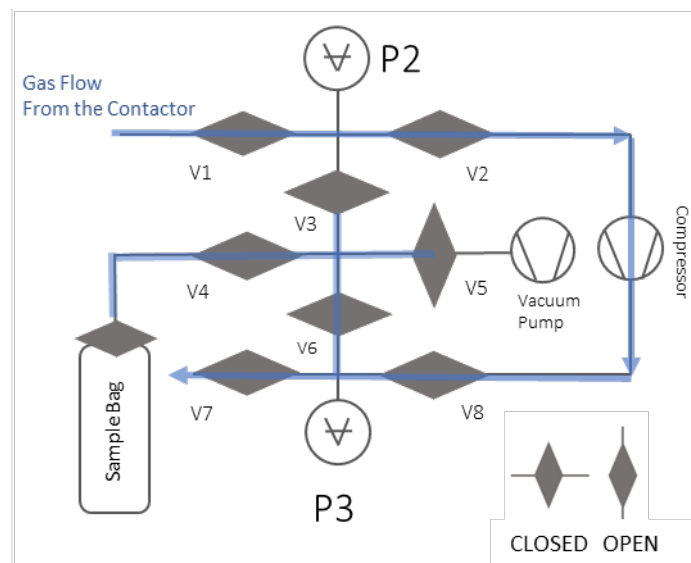 P2
Gas Flow
From the Contactor
V1
V2
V3
Compressor
V4
V5
Vacuum
Pump
V6
V7
V8
Sample Bag
P3
CLOSED OPEN